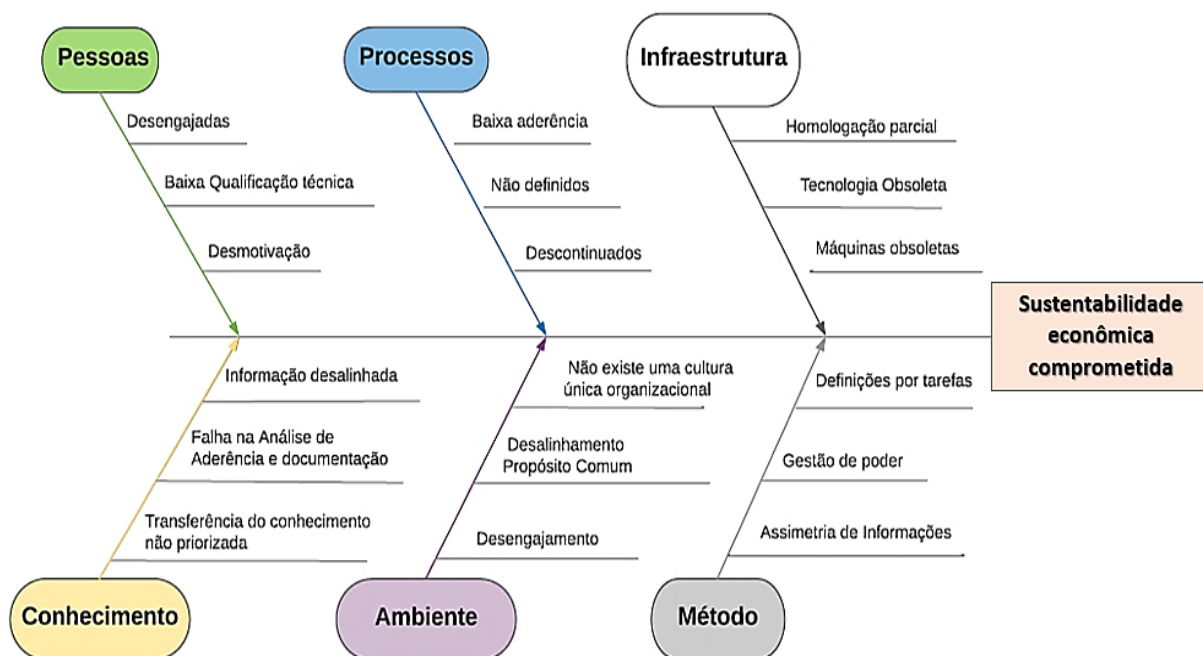 Pessoas
Processos
Infraestrutura
Desengajadas
Baixa Qualificação técnica
Desmotivação
Baixa aderência
Não definidos
Descontinuados
Homologação parcial
Tecnologia Obsoleta
Máquinas obsoletas
Sustentabilidade
econômica
comprometida
Informação desalinhada
Falha na Análise de
Aderência e documentação
Transferência do conhecimento
não priorizada
Não existe uma cultura
única organizacional
Desalinhamento
Propósito Comum
Desengajamento
Definições por tarefas
Gestão de poder
Assimetria de Informações
Conhecimento
Ambiente
Método